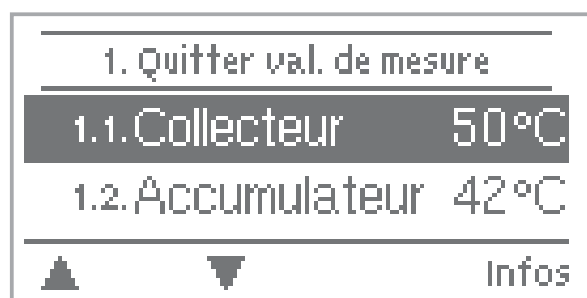 1. Quitter val. de mesure
1.1. Collecteur 50°C
1.2. Accumulateur 42°C
▲ ▼ Infos